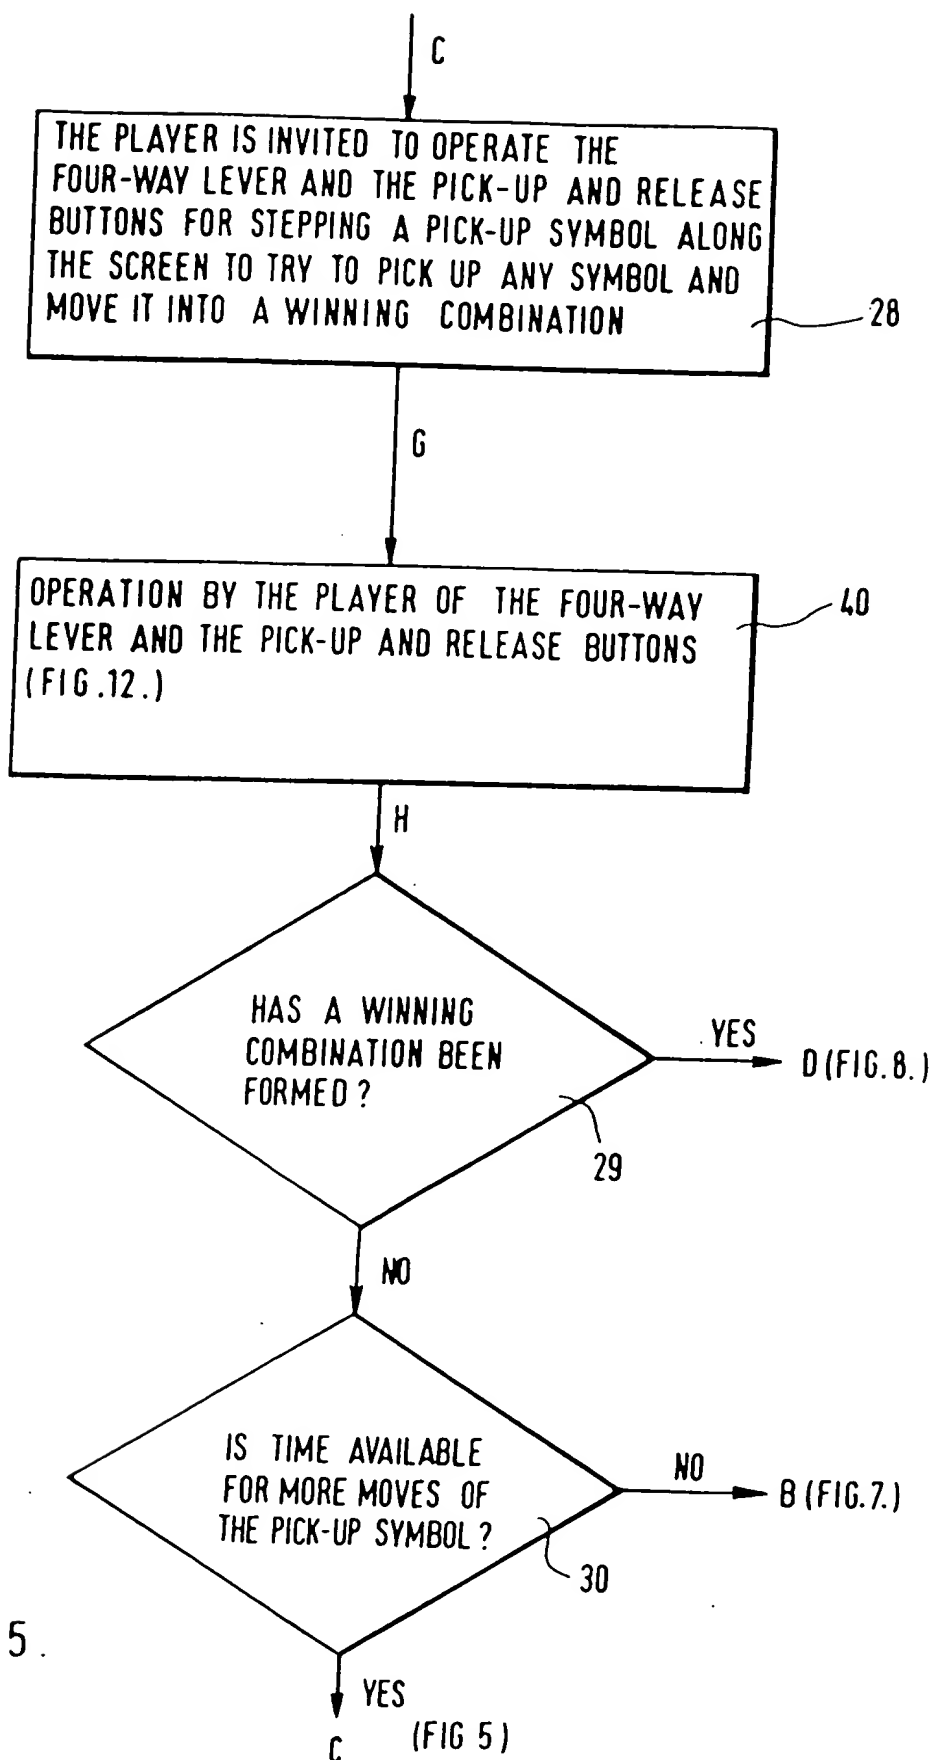 C
THE PLAYER IS INVITED TO OPERATE THE
FOUR-WAY LEVER AND THE PICK-UP AND RELEASE
BUTTONS FOR STEPPING A PICK-UP SYMBOL ALONG
THE SCREEN TO TRY TO PICK UP ANY SYMBOL AND
MOVE IT INTO A WINNING COMBINATION
28
G
OPERATION BY THE PLAYER OF THE FOUR-WAY
LEVER AND THE PICK-UP AND RELEASE BUTTONS
(FIG.12.)
40
H
HAS A WINNING
COMBINATION BEEN
FORMED?
YES
D (FIG.8.)
29
NO
IS TIME AVAILABLE
FOR MORE MOVES OF
THE PICK-UP SYMBOL?
NO
B (FIG.7.)
30
5.
YES
(FIG 5)
C